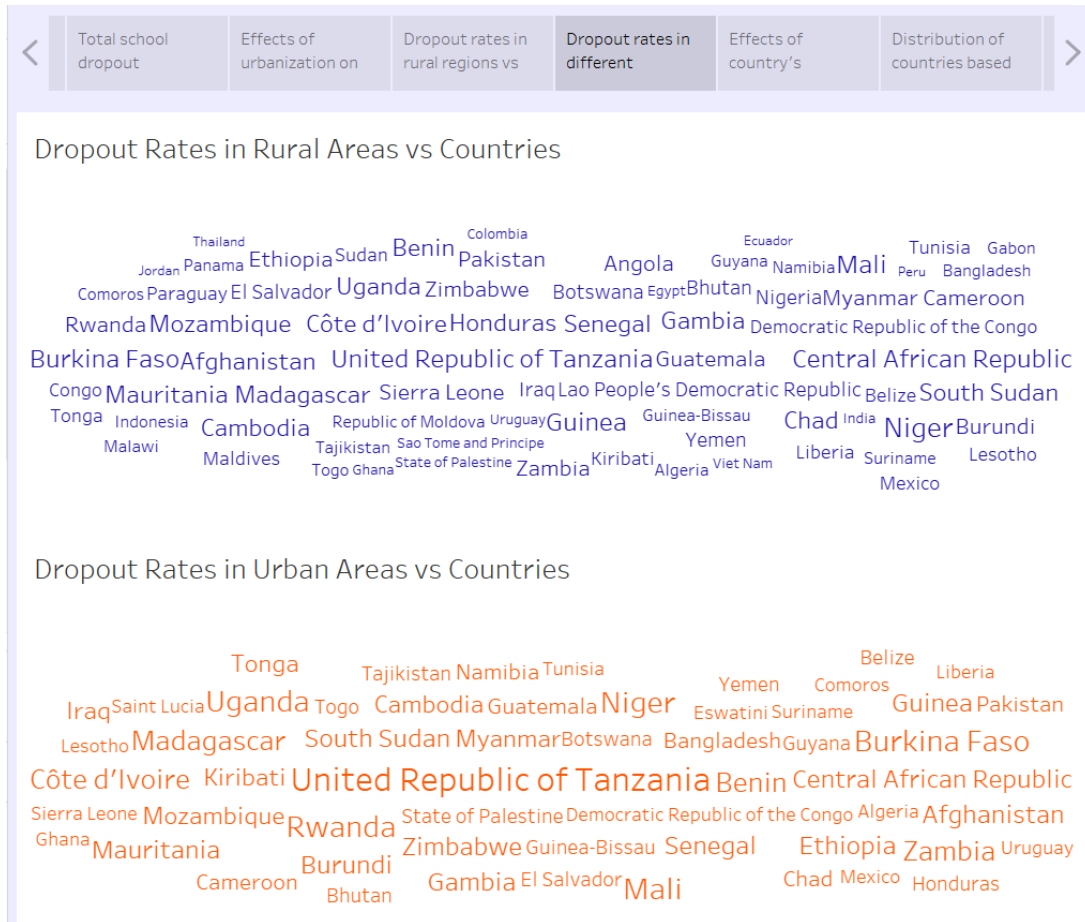 Total school dropout
Effects of urbanization on
Dropout rates in rural regions vs
Dropout rates in different
Effects of country's
Distribution of countries based
Dropout Rates in Rural Areas vs Countries
Thailand Colombia Ecuador
Jordan Panama Ethiopia Sudan Benin Pakistan Angola Guyana Namibia Mali Peru Tunisia Bangladesh Gabon
Comoros Paraguay El Salvador Uganda Zimbabwe Botswana Egypt Bhutan Nigeria Myanmar Cameroon
Rwanda Mozambique Côte d'Ivoire Honduras Senegal Gambia Democratic Republic of the Congo
Burkina Faso Afghanistan United Republic of Tanzania Guatemala Central African Republic
Congo Mauritania Madagascar Sierra Leone Iraq Lao People's Democratic Republic Belize South Sudan
Tonga Indonesia Cambodia Republic of Moldova Uruguay Guinea Guinea-Bissau Chad India Niger Burundi
Malawi Maldives Tajikistan Sao Tome and Principe Yemen Liberia Suriname Lesotho
Togo Ghana State of Palestine Zambia Kiribati Algeria Viet Nam
Mexico
Dropout Rates in Urban Areas vs Countries
Tonga Tajikistan Namibia Tunisia Yemen Belize Comoros Liberia
Iraq Saint Lucia Uganda Togo Cambodia Guatemala Niger Eswatini Suriname Guinea Pakistan
Lesotho Madagascar South Sudan Myanmar Botswana Bangladesh Guyana Burkina Faso
Côte d'Ivoire Kiribati United Republic of Tanzania Benin Central African Republic
Sierra Leone Mozambique Rwanda State of Palestine Democratic Republic of the Congo Algeria Afghanistan
Ghana Mauritania Burundi Zimbabwe Guinea-Bissau Senegal Ethiopia Zambia Uruguay
Cameroon Bhutan Gambia El Salvador Mali Chad Mexico Honduras